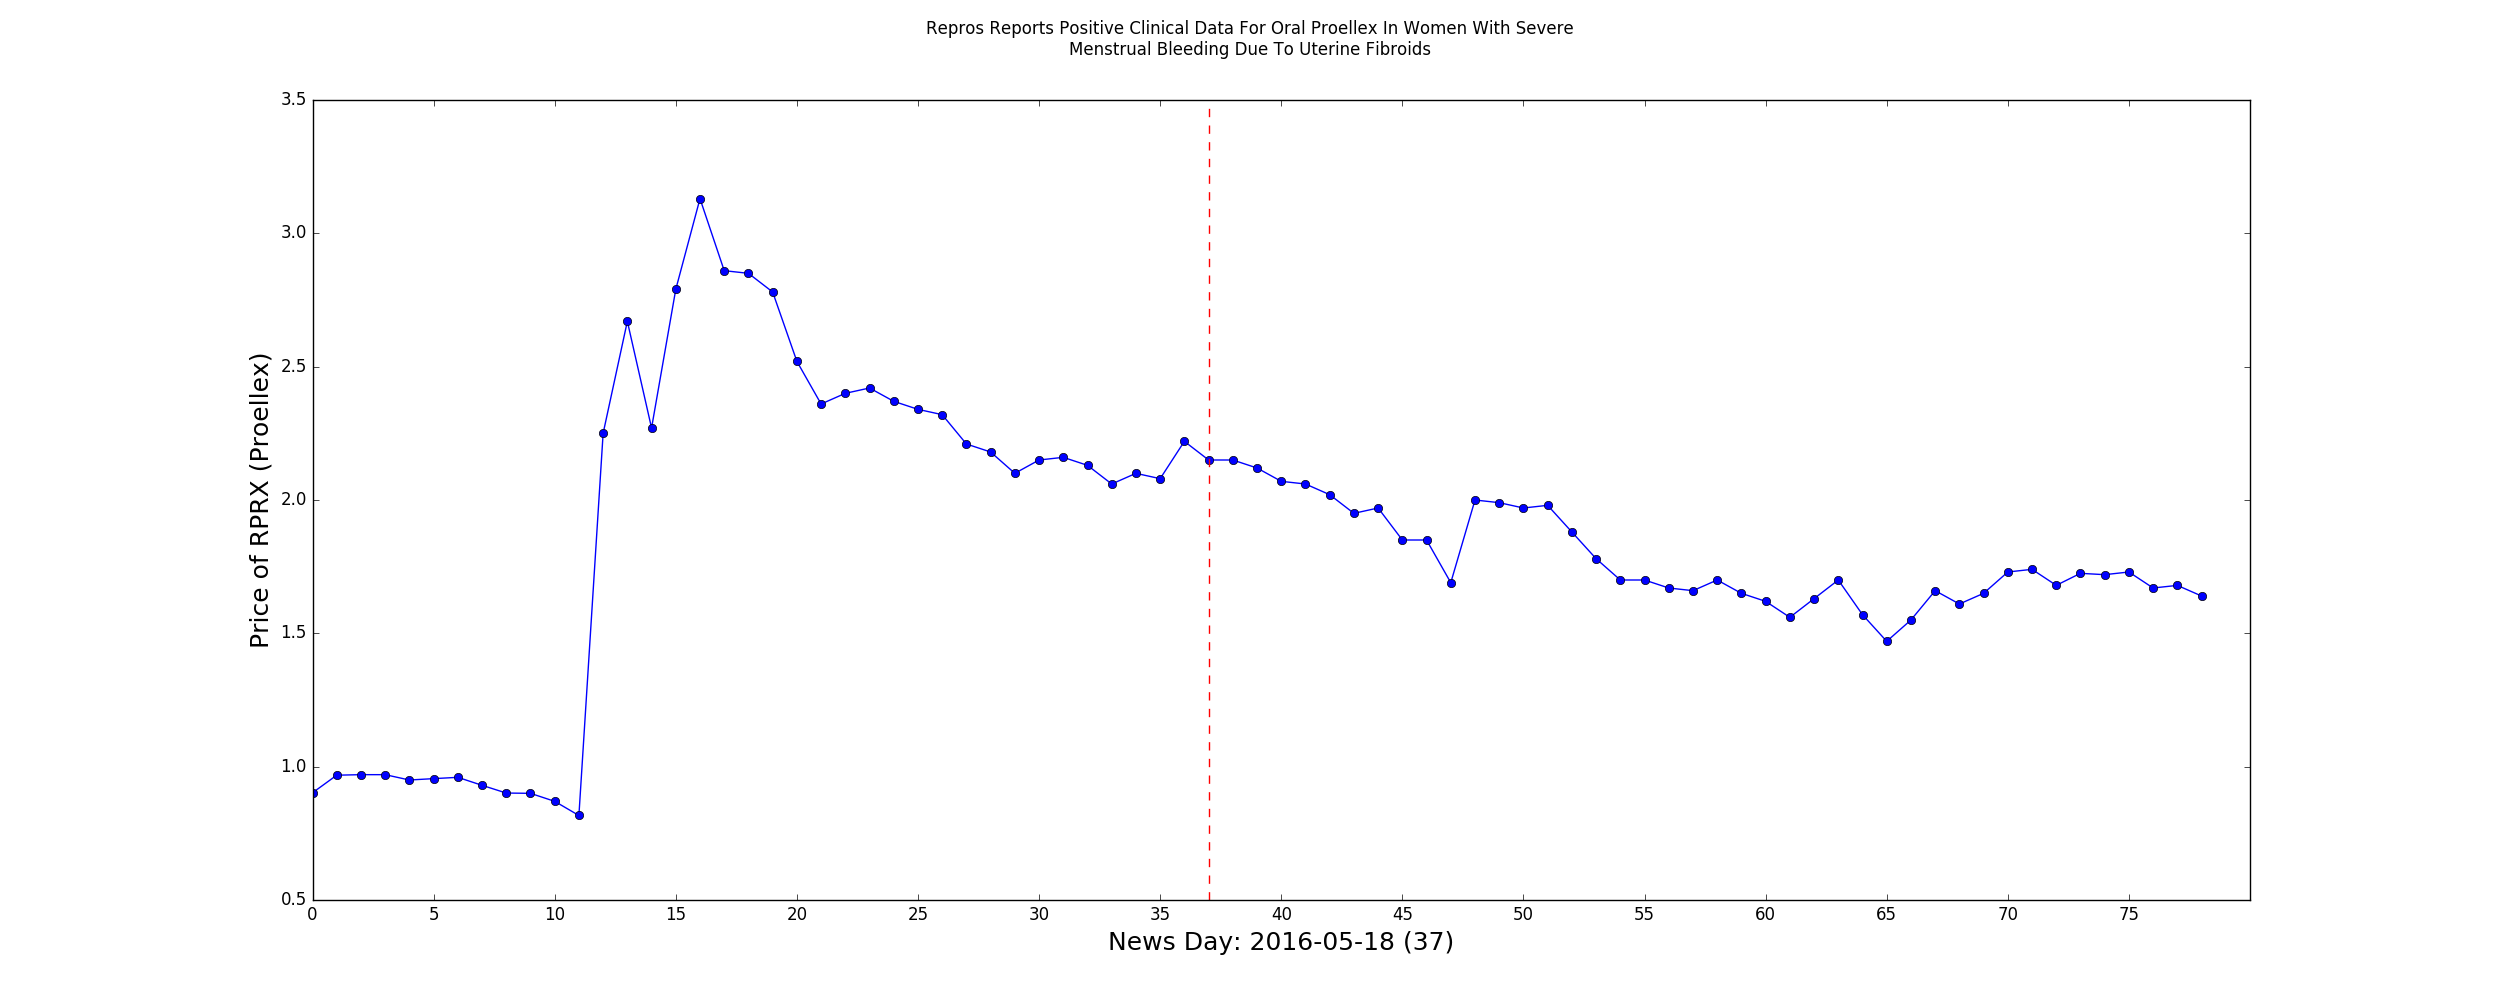 Repros Reports Positive Clinical Data For Oral Proellex In Women With Severe
Menstrual Bleeding Due To Uterine Fibroids
3.5
3.0
2.5
2.0
1.5
1.0
0.5
Price of RPRX (Proellex)
0 5 10 15 20 25 30 35 40 45 50 55 60 65 70 75
News Day: 2016-05-18 (37)